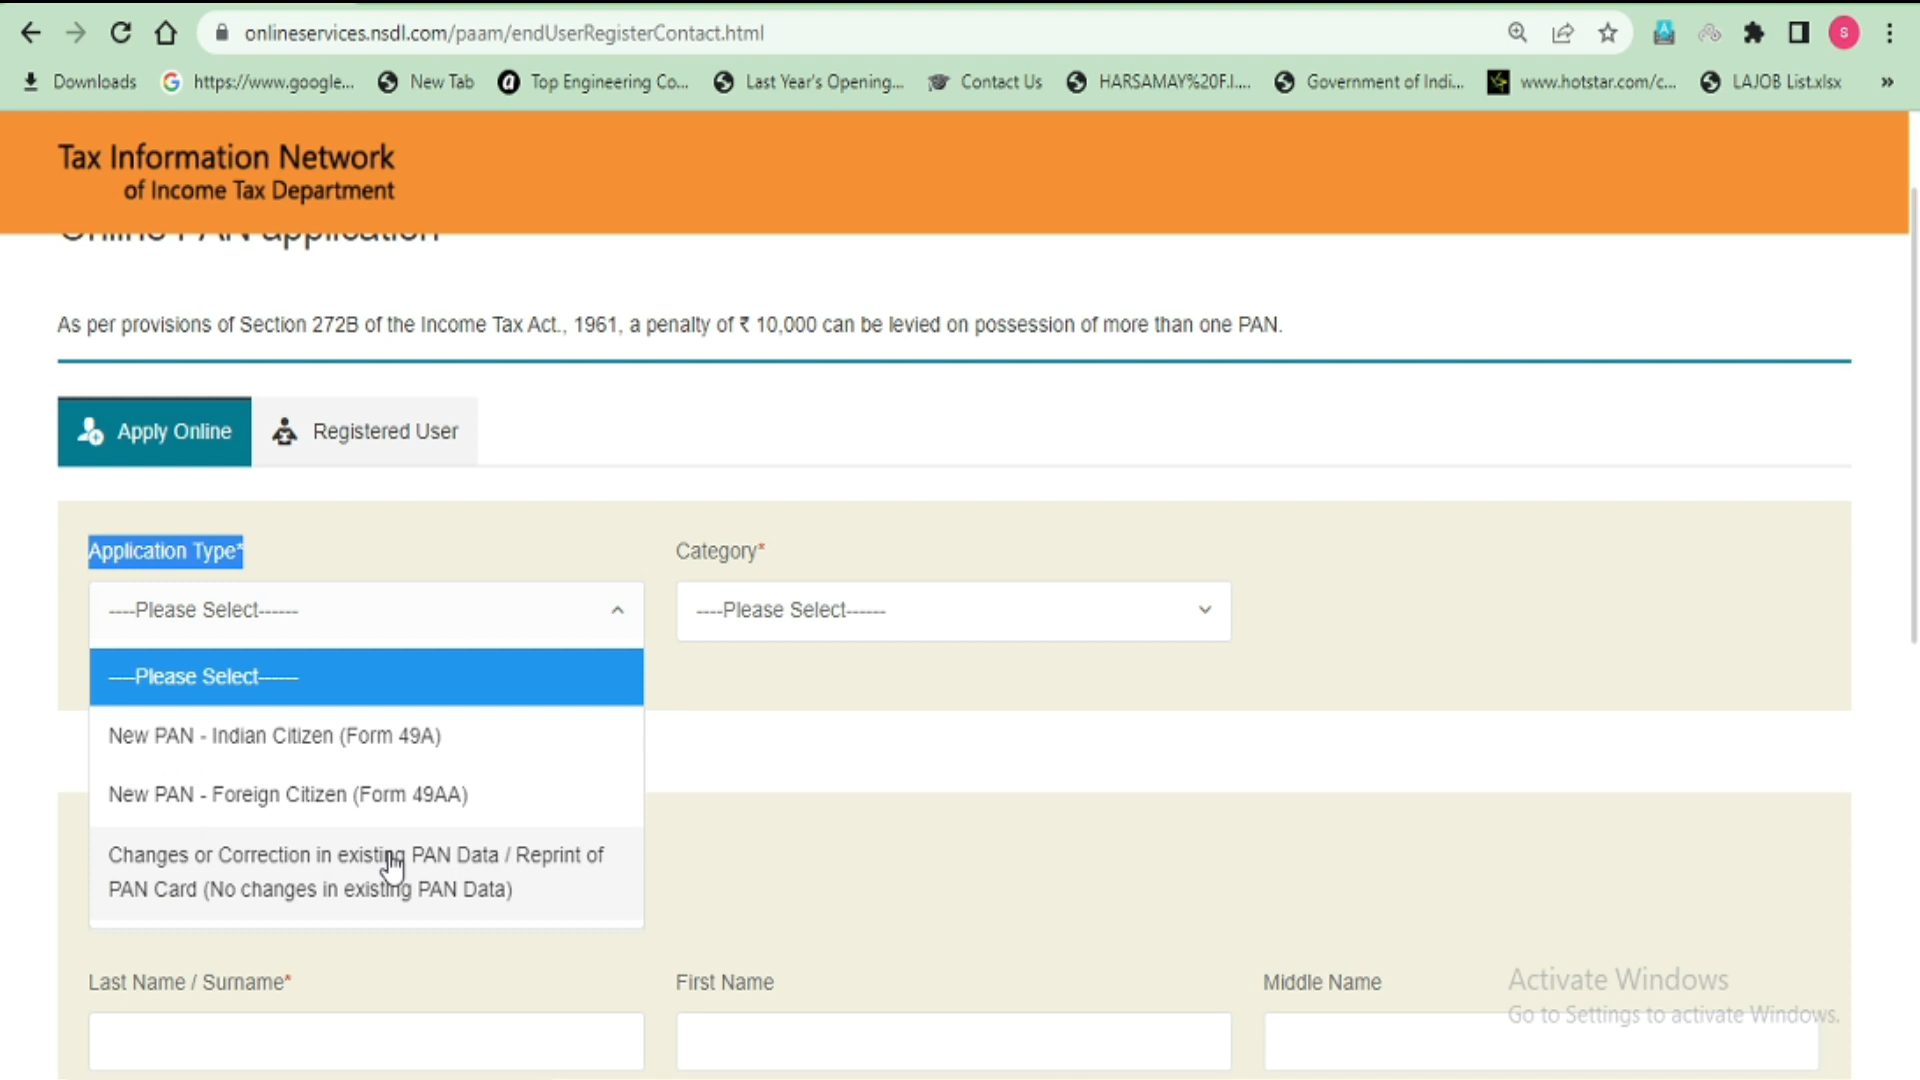 onlineservices.nsdl.com/paam/endUserRegisterContact.html
S
Downloads https://www.google... New Tab Top Engineering Co... Last Year's Opening... Contact Us HARSAMAY%20F.I.... Government of Indi... www.hotstar.com/c... LAJOB List.xlsx »
Tax Information Network
of Income Tax Department
Online PAN application
As per provisions of Section 272B of the Income Tax Act., 1961, a penalty of ₹ 10,000 can be levied on possession of more than one PAN.
Apply Online Registered User
Application Type* Category*
----Please Select------ ----Please Select------
----Please Select------
New PAN - Indian Citizen (Form 49A)
New PAN - Foreign Citizen (Form 49AA)
Changes or Correction in existing PAN Data / Reprint of
PAN Card (No changes in existing PAN Data)
Last Name / Surname* First Name Middle Name
Activate Windows
Go to Settings to activate Windows.